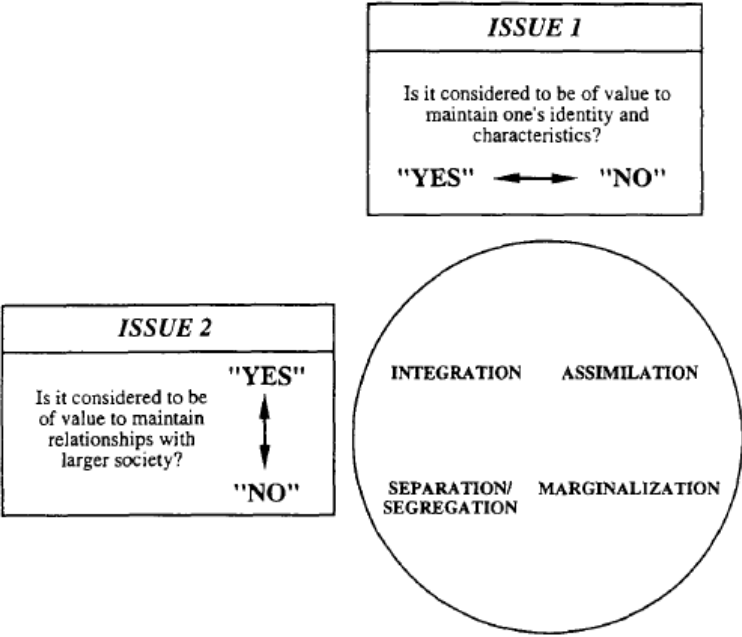 ISSUE 1
Is it considered to be of value to
maintain one's identity and
characteristics?
"YES" "NO"
ISSUE 2
Is it considered to be
of value to maintain
relationships with
larger society?
"YES"
"NO"
INTEGRATION ASSIMILATION
SEPARATION/ MARGINALIZATION
SEGREGATION